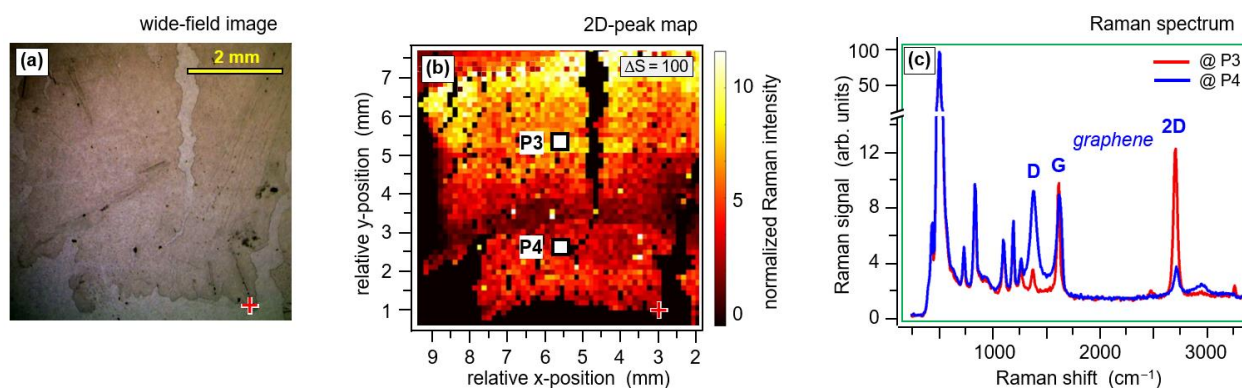 wide-field image
(a)
2 mm
2D-peak map
(b)
ΔS = 100
P3
P4
7
6
5
4
3
2
1
relative y-position (mm)
9 8 7 6 5 4 3 2
relative x-position (mm)
10
5
0
normalized Raman intensity
Raman spectrum
(c)
@ P3
@ P4
graphene
2D
D
G
100
50
12
8
4
0
Raman signal (arb. units)
1000 2000 3000
Raman shift (cm⁻¹)